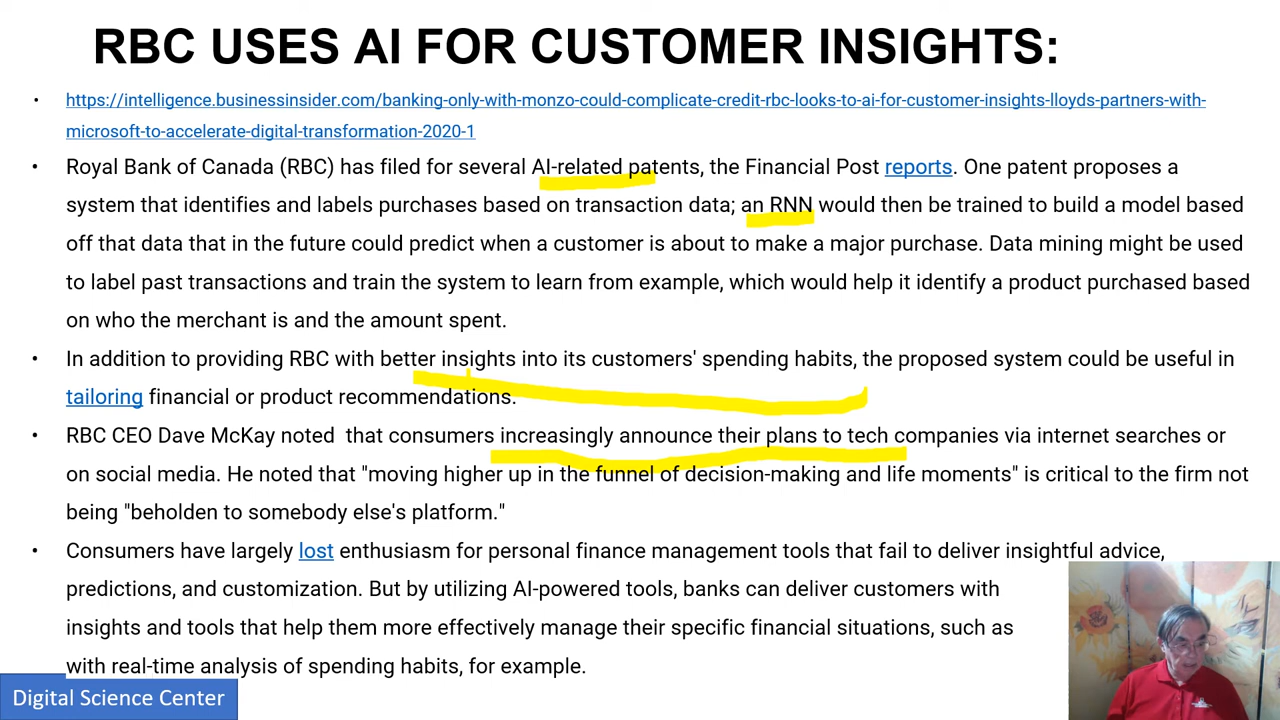 RBC USES AI FOR CUSTOMER INSIGHTS:
• https://intelligence.businessinsider.com/banking-only-with-monzo-could-complicate-credit-rbc-looks-to-ai-for-customer-insights-lloyds-partners-with-
microsoft-to-accelerate-digital-transformation-2020-1
• Royal Bank of Canada (RBC) has filed for several AI-related patents, the Financial Post reports. One patent proposes a
system that identifies and labels purchases based on transaction data; an RNN would then be trained to build a model based
off that data that in the future could predict when a customer is about to make a major purchase. Data mining might be used
to label past transactions and train the system to learn from example, which would help it identify a product purchased based
on who the merchant is and the amount spent.
• In addition to providing RBC with better insights into its customers' spending habits, the proposed system could be useful in
tailoring financial or product recommendations.
• RBC CEO Dave McKay noted that consumers increasingly announce their plans to tech companies via internet searches or
on social media. He noted that "moving higher up in the funnel of decision-making and life moments" is critical to the firm not
being "beholden to somebody else's platform."
• Consumers have largely lost enthusiasm for personal finance management tools that fail to deliver insightful advice,
predictions, and customization. But by utilizing AI-powered tools, banks can deliver customers with
insights and tools that help them more effectively manage their specific financial situations, such as
with real-time analysis of spending habits, for example.
Digital Science Center